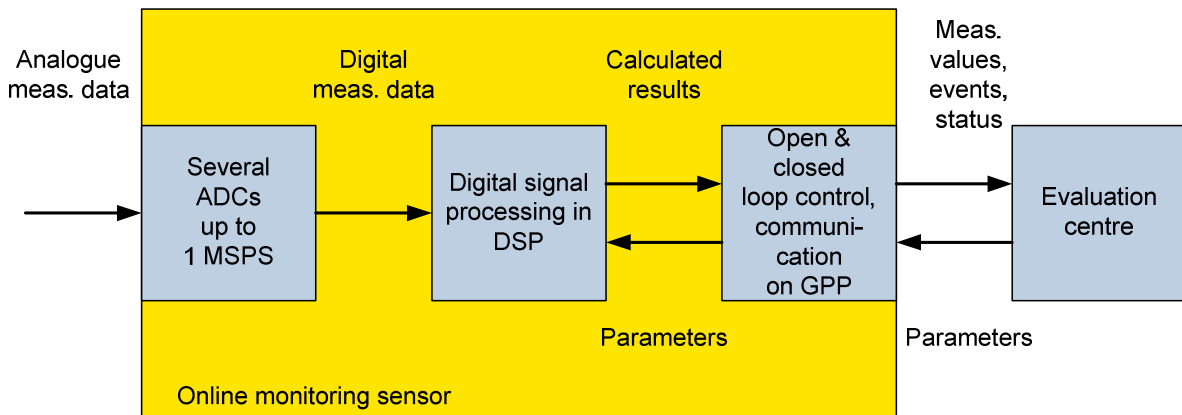 Analogue
meas. data
Digital
meas. data
Calculated
results
Meas.
values,
events,
status
Several
ADCs
up to
1 MSPS
Digital signal
processing in
DSP
Open &
closed
loop control,
communi-
cation
on GPP
Evaluation
centre
Parameters
Parameters
Online monitoring sensor